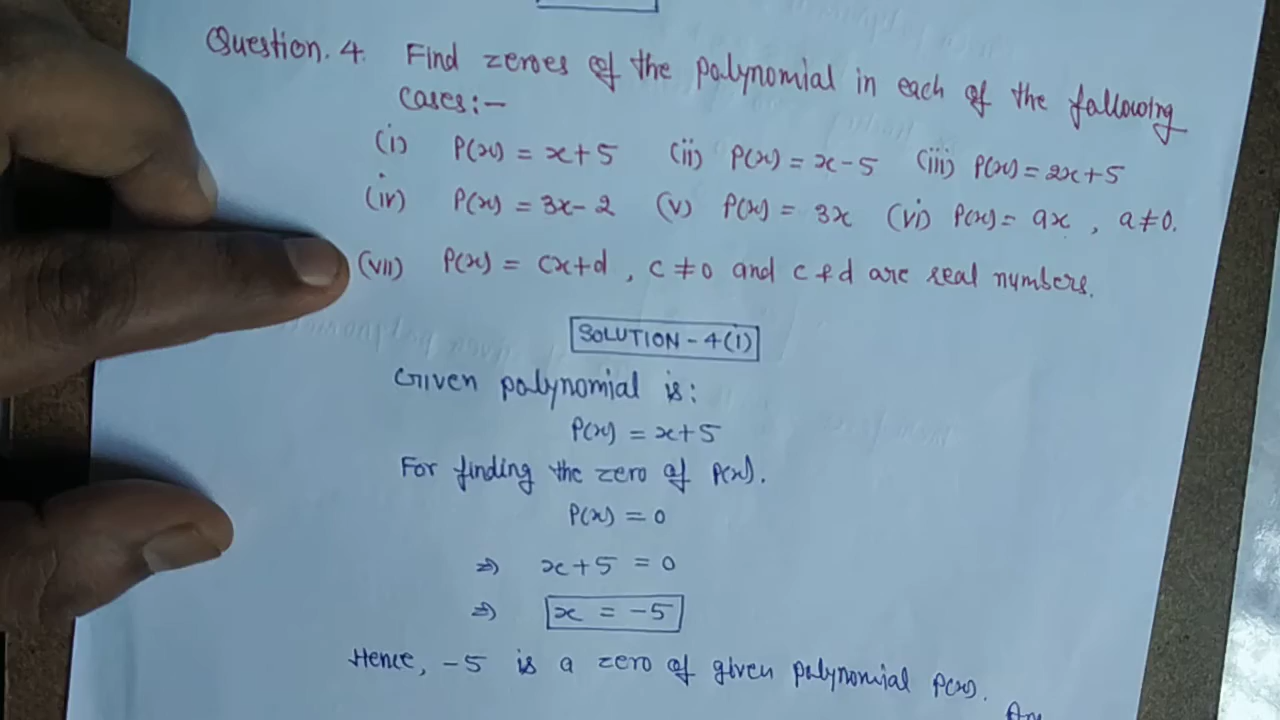 Question. 4. Find zeroes of the polynomial in each of the following
cases:-
(i) P(x) = x+5 (ii) P(x) = x-5 (iii) P(x) = 2x+5
(iv) P(x) = 3x-2 (v) P(x) = 3x (vi) P(x) = ax , a≠0.
(vii) P(x) = cx+d , c≠0 and c & d are real numbers.
SOLUTION-4(i)
Given polynomial is:
P(x) = x+5
For finding the zero of P(x).
P(x) = 0
⇒ x+5 = 0
⇒ x = -5
Hence, -5 is a zero of given polynomial P(x).